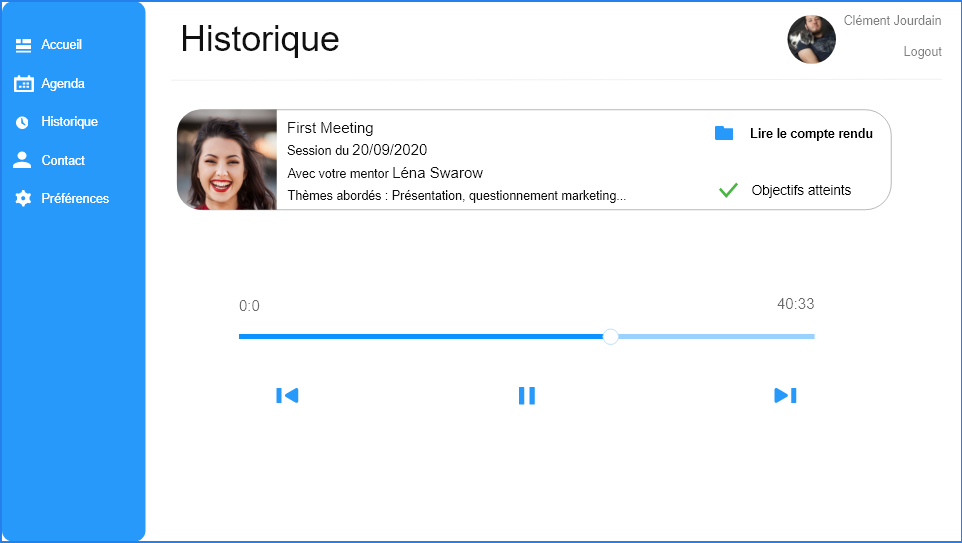 Accueil
Agenda
Historique
Contact
Préférences
Historique
Clément Jourdain
Logout
First Meeting
Session du 20/09/2020
Avec votre mentor Léna Swarow
Thèmes abordés : Présentation, questionnement marketing...
Lire le compte rendu
Objectifs atteints
0:0
40:33